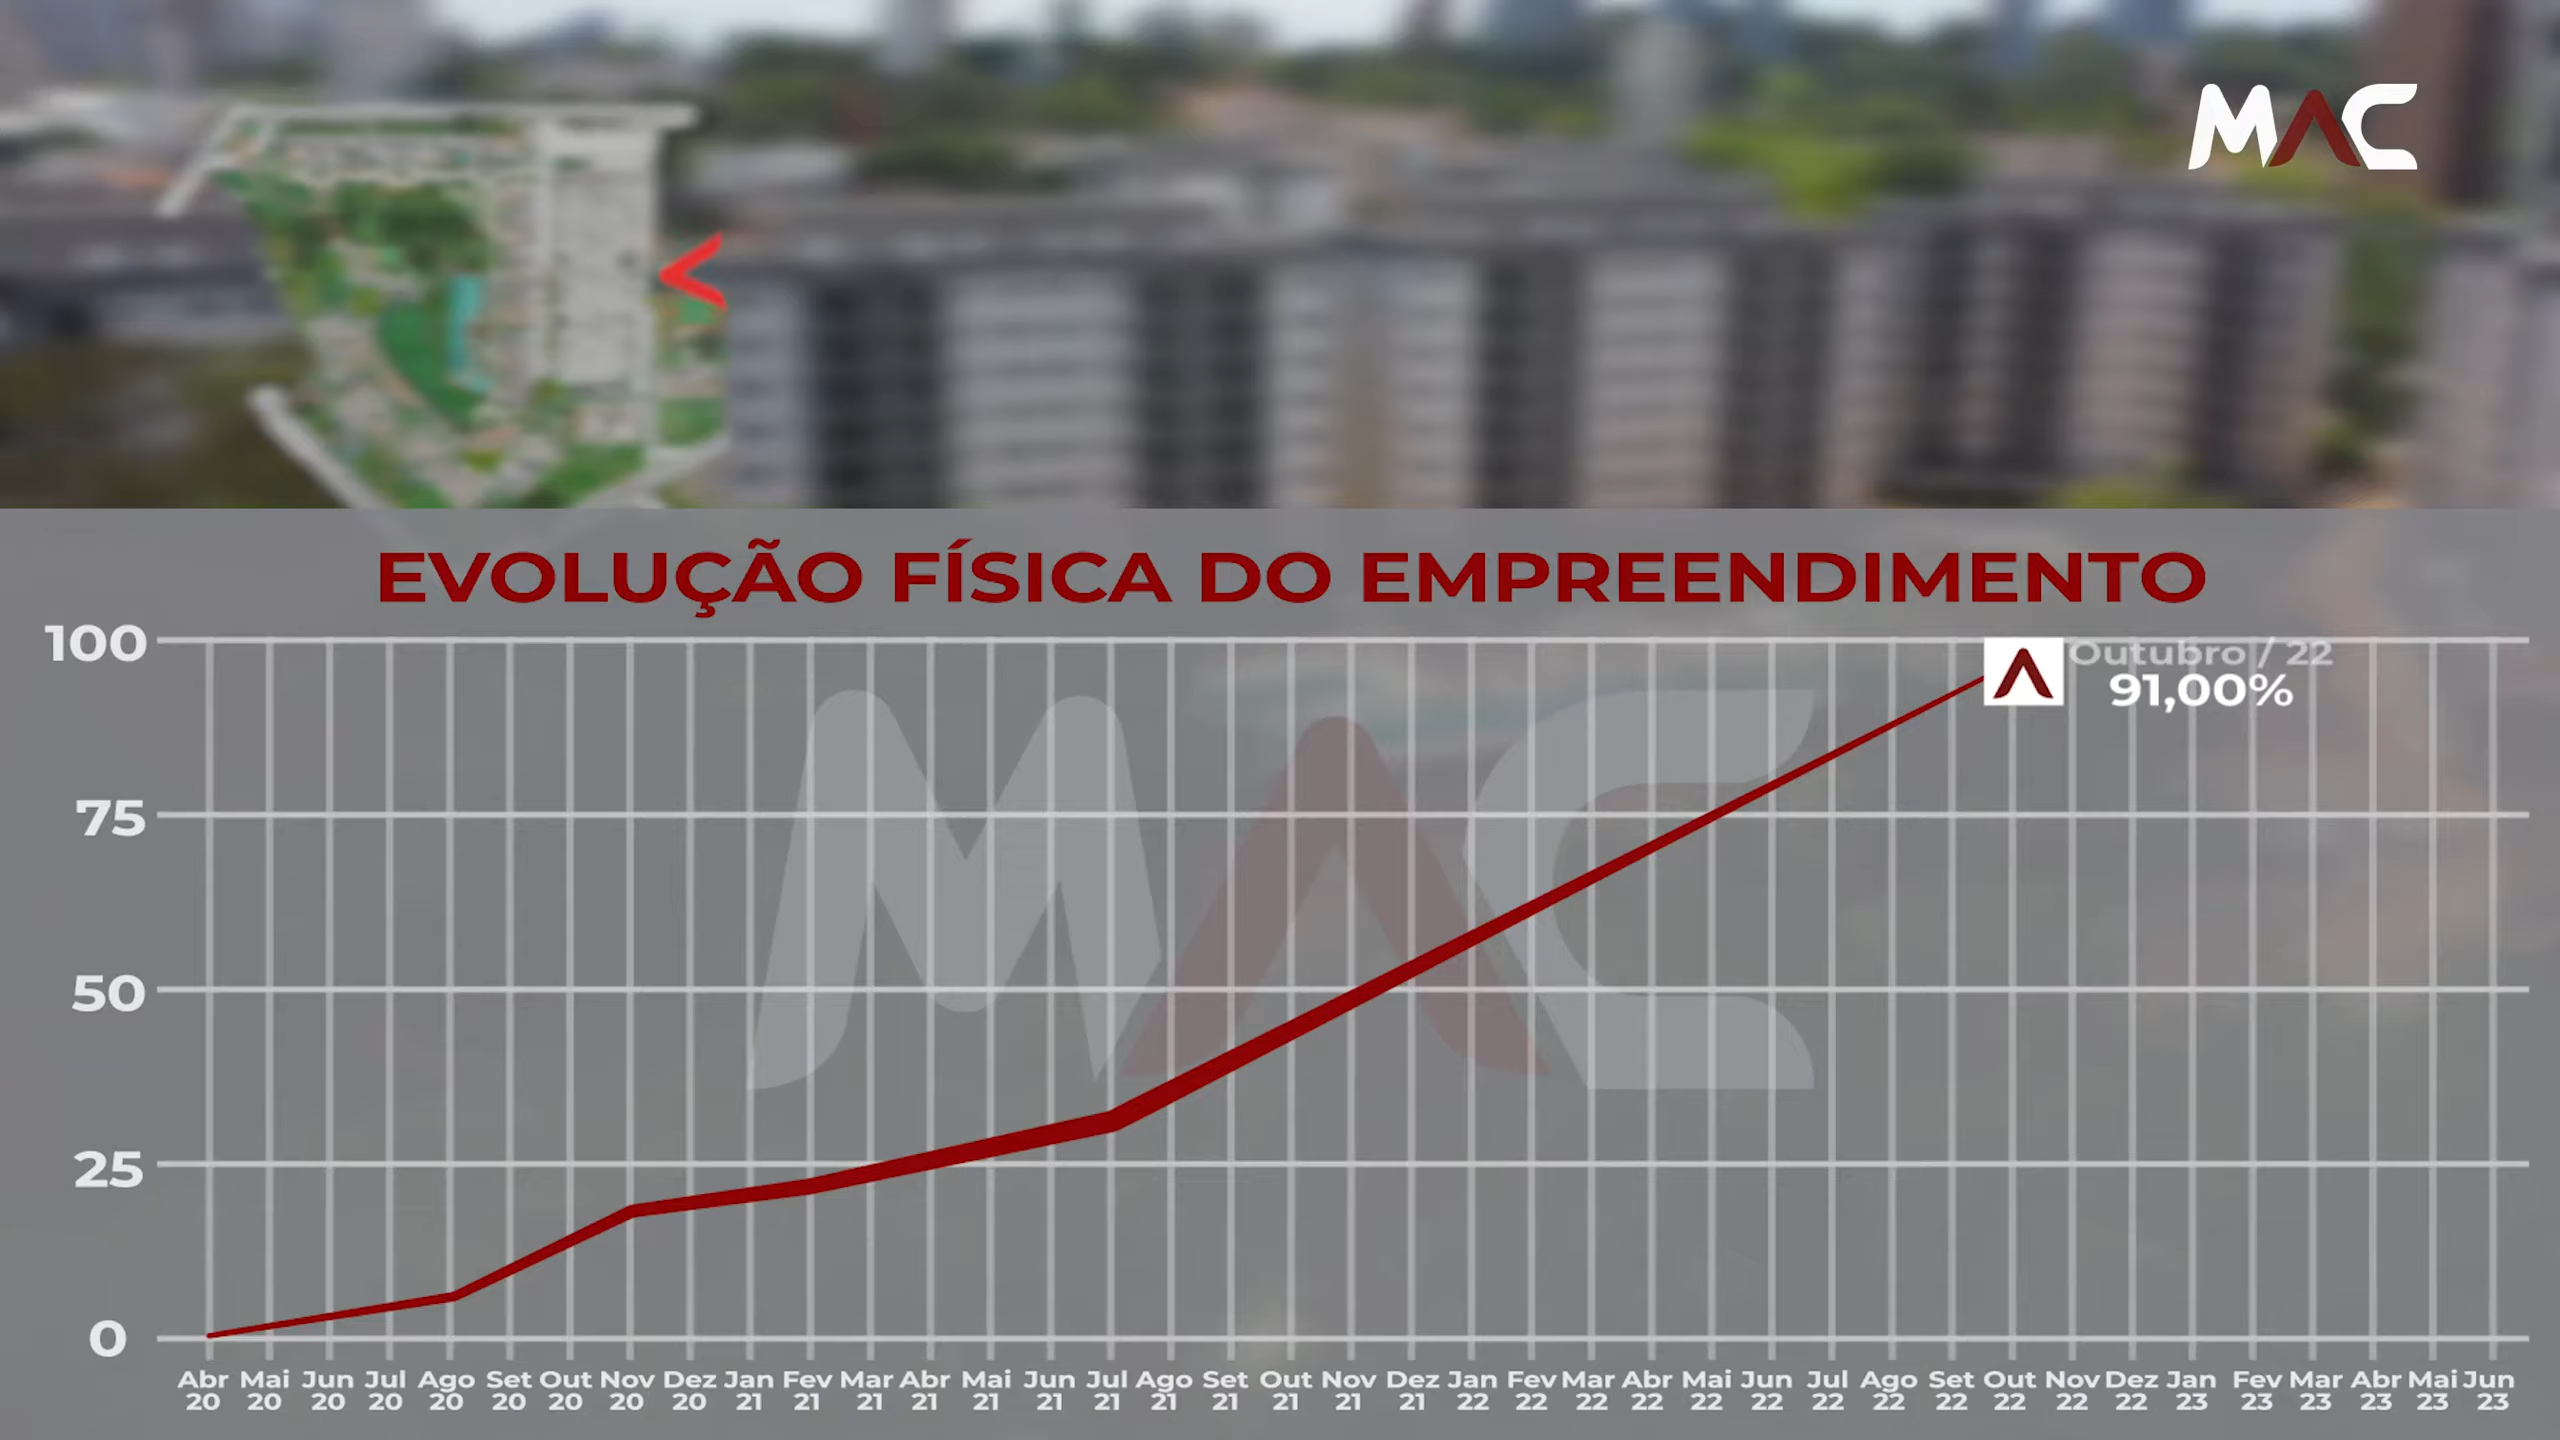 MAC
EVOLUÇÃO FÍSICA DO EMPREENDIMENTO
100
Outubro / 22
91,00%
75
MAC
50
25
0
Abr Mai Jun Jul Ago Set Out Nov Dez Jan Fev Mar Abr Mai Jun Jul Ago Set Out Nov Dez Jan Fev Mar Abr Mai Jun Jul Ago Set Out Nov Dez Jan Fev Mar Abr Mai Jun
20 20 20 20 20 20 20 20 20 21 21 21 21 21 21 21 21 21 21 21 21 22 22 22 22 22 22 22 22 22 22 22 22 23 23 23 23 23 23